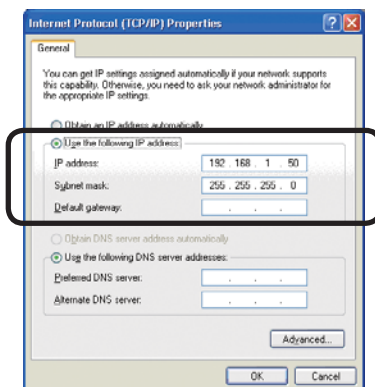 Internet Protocol (TCP/IP) Properties
General
You can get IP settings assigned automatically if your network supports
this capability. Otherwise, you need to ask your network administrator for
the appropriate IP settings.
Obtain an IP address automatically
Use the following IP address:
IP address: 192 . 168 . 1 . 50
Subnet mask: 255 . 255 . 255 . 0
Default gateway: . . .
Obtain DNS server address automatically
Use the following DNS server addresses:
Preferred DNS server: . . .
Alternate DNS server: . . .
Advanced...
OK Cancel